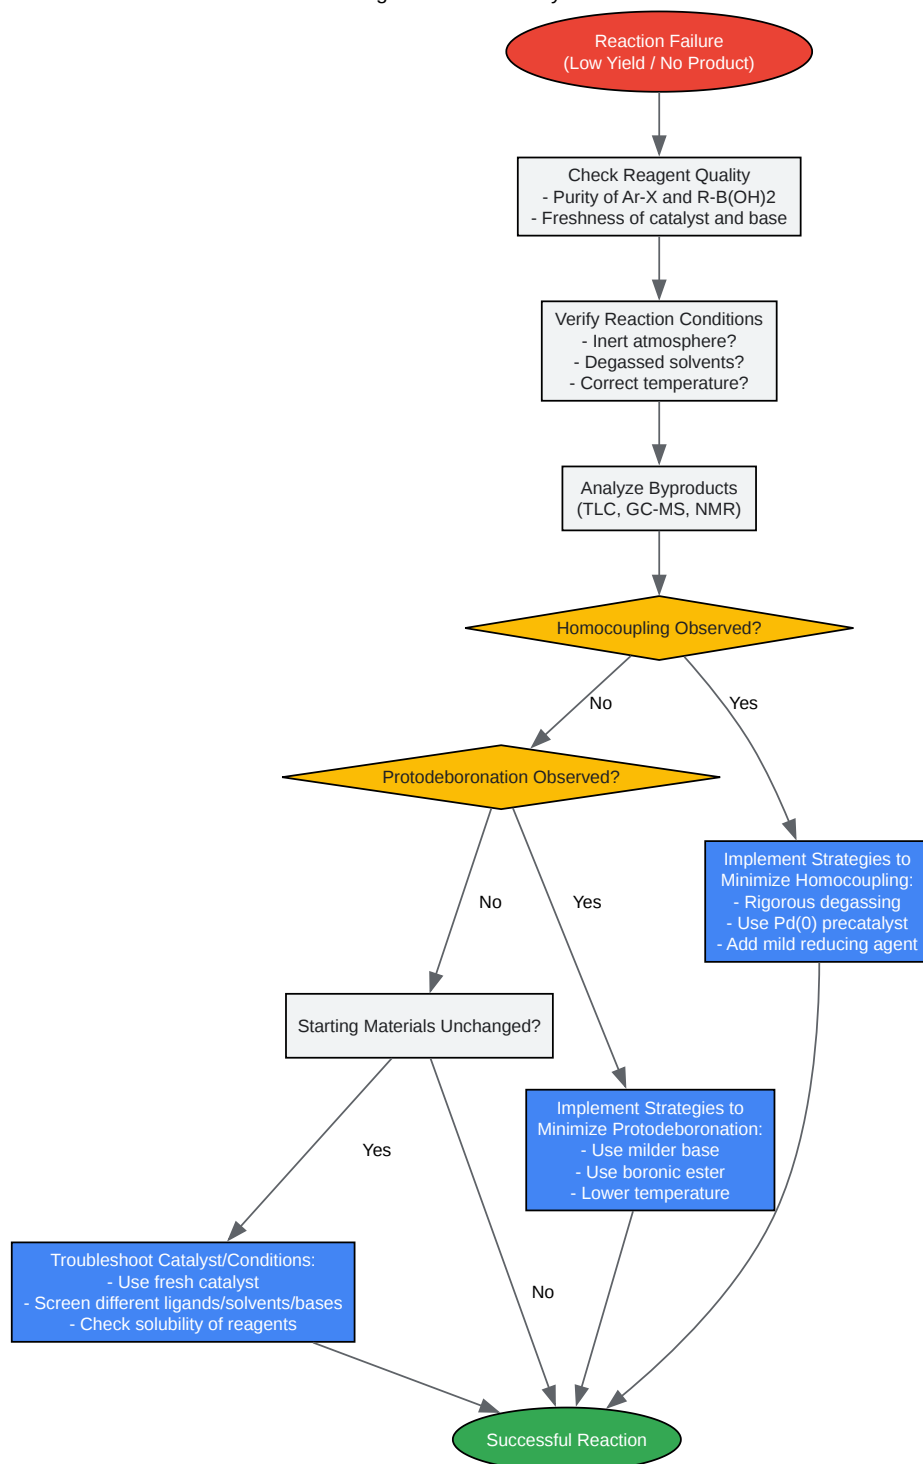 Reaction Failure
(Low Yield / No Product)
Check Reagent Quality
- Purity of Ar-X and R-B(OH)2
- Freshness of catalyst and base
Verify Reaction Conditions
- Inert atmosphere?
- Degassed solvents?
- Correct temperature?
Analyze Byproducts
(TLC, GC-MS, NMR)
Homocoupling Observed?
No
Yes
Protodeboronation Observed?
Implement Strategies to
Minimize Homocoupling:
- Rigorous degassing
- Use Pd(0) precatalyst
- Add mild reducing agent
No
Yes
Starting Materials Unchanged?
Implement Strategies to
Minimize Protodeboronation:
- Use milder base
- Use boronic ester
- Lower temperature
Yes
No
Troubleshoot Catalyst/Conditions:
- Use fresh catalyst
- Screen different ligands/solvents/bases
- Check solubility of reagents
Successful Reaction